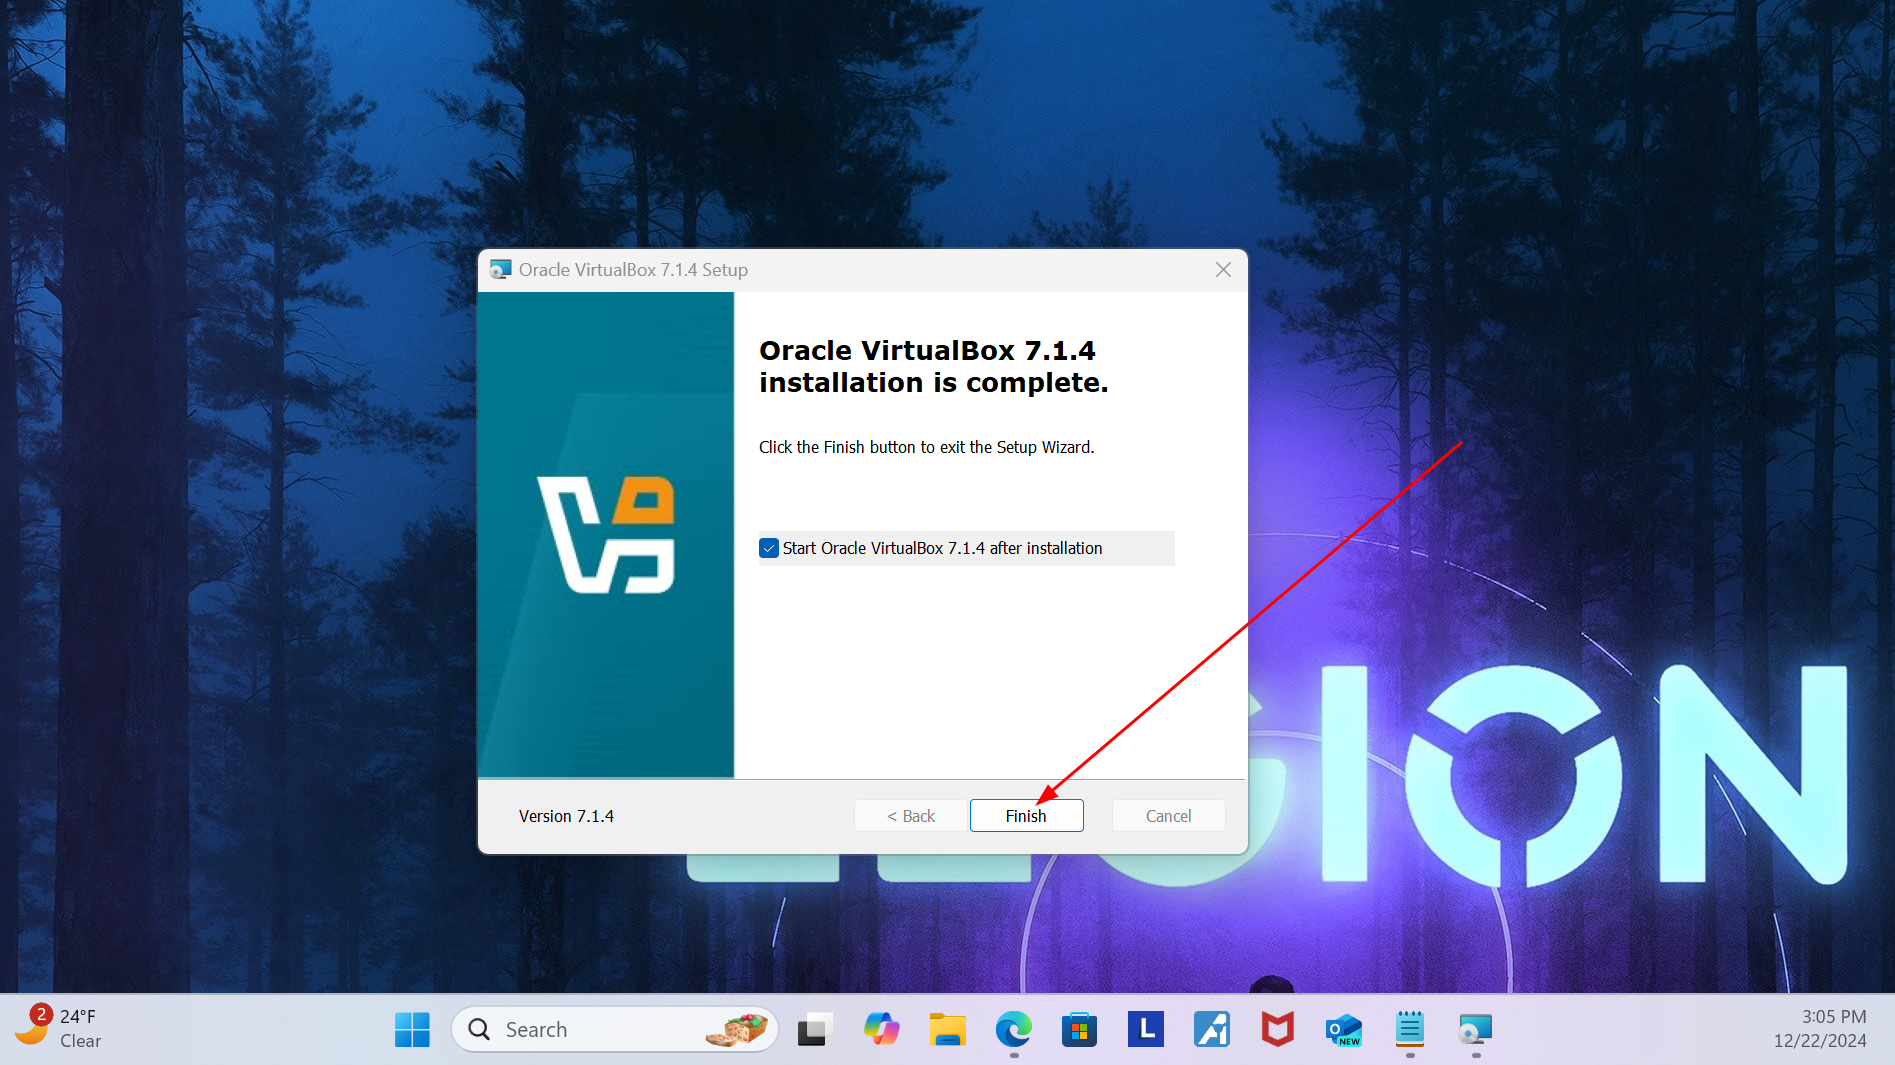 Oracle VirtualBox 7.1.4 Setup
Oracle VirtualBox 7.1.4
installation is complete.
Click the Finish button to exit the Setup Wizard.
Start Oracle VirtualBox 7.1.4 after installation
Version 7.1.4
< Back
Finish
Cancel
LEGION
2
24°F
Clear
Search
L
NEW
3:05 PM
12/22/2024